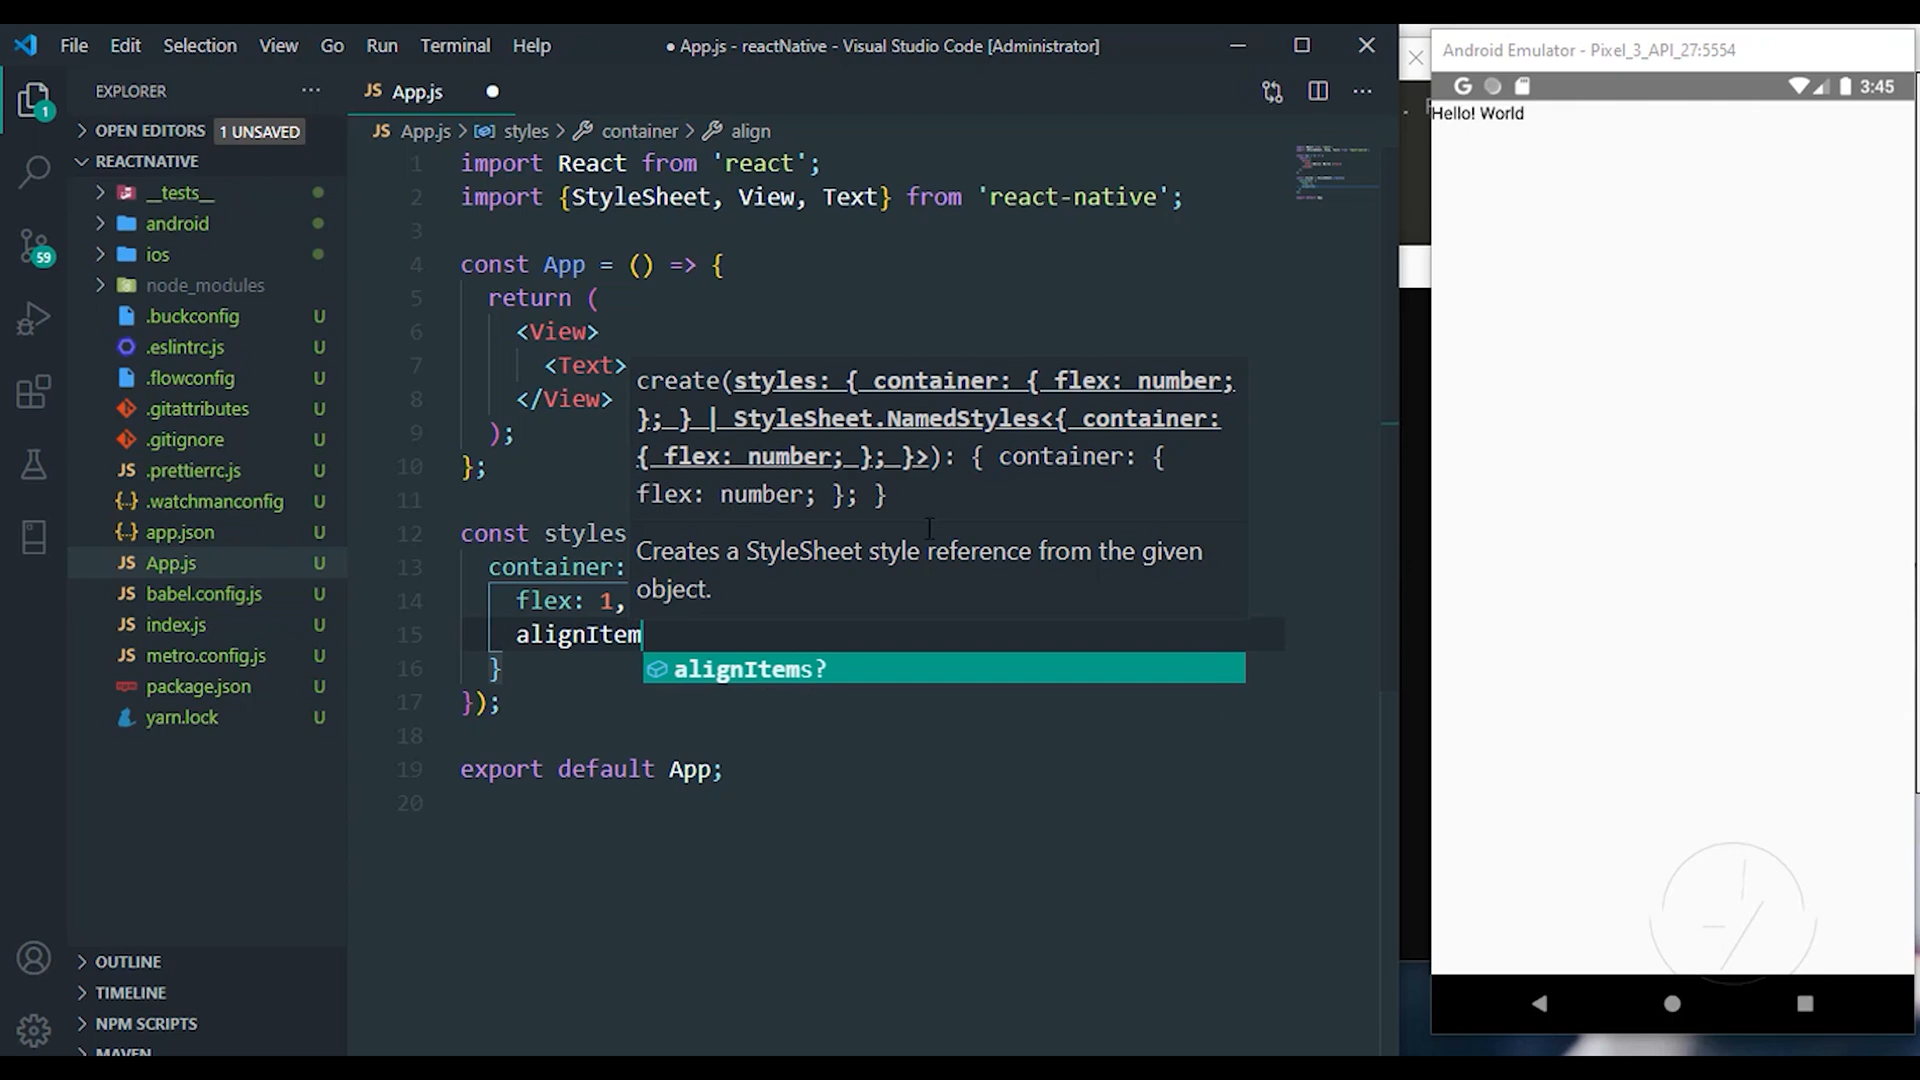 File Edit Selection View Go Run Terminal Help
● App.js - reactNative - Visual Studio Code [Administrator]
EXPLORER
OPEN EDITORS 1 UNSAVED
REACTNATIVE
__tests__
android
ios
node_modules
.buckconfig U
.eslintrc.js U
.flowconfig U
.gitattributes U
.gitignore U
.prettierrc.js U
.watchmanconfig U
app.json U
App.js U
babel.config.js U
index.js U
metro.config.js U
package.json U
yarn.lock U
OUTLINE
TIMELINE
NPM SCRIPTS
MAVEN
1
59
JS App.js
JS App.js > styles > container > align
1 import React from 'react';
2 import {StyleSheet, View, Text} from 'react-native';
3
4 const App = () => {
5 return (
6 <View>
7 <Text>
8 </View>
9 );
10 };
11
12 const styles
13 container:
14 flex: 1,
15 alignItem
16 }
17 });
18
19 export default App;
20
create(styles: { container: { flex: number;
}; } | StyleSheet.NamedStyles<{ container:
{ flex: number; }; }>): { container: {
flex: number; }; }
Creates a StyleSheet style reference from the given
object.
alignItems?
Android Emulator - Pixel_3_API_27:5554
G 3:45
Hello! World